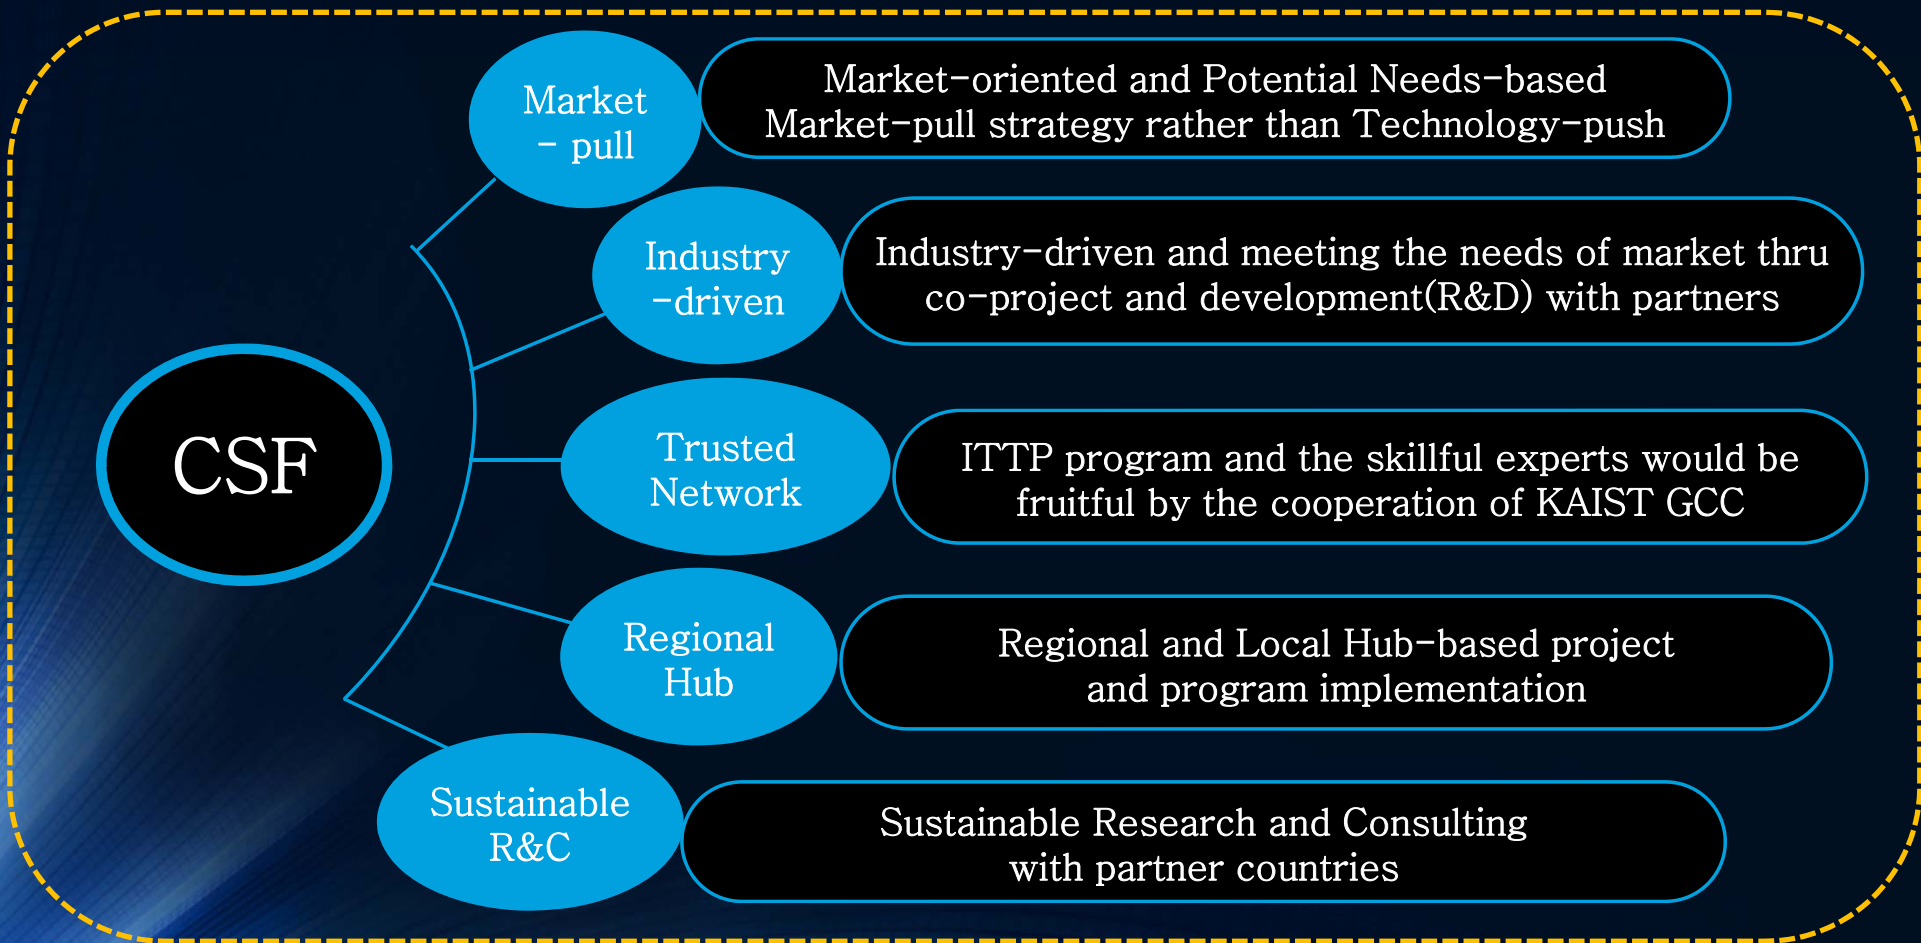 CSF
Market
- pull
Market-oriented and Potential Needs-based
Market-pull strategy rather than Technology-push
Industry
-driven
Industry-driven and meeting the needs of market thru
co-project and development(R&D) with partners
Trusted
Network
ITTP program and the skillful experts would be
fruitful by the cooperation of KAIST GCC
Regional
Hub
Regional and Local Hub-based project
and program implementation
Sustainable
R&C
Sustainable Research and Consulting
with partner countries